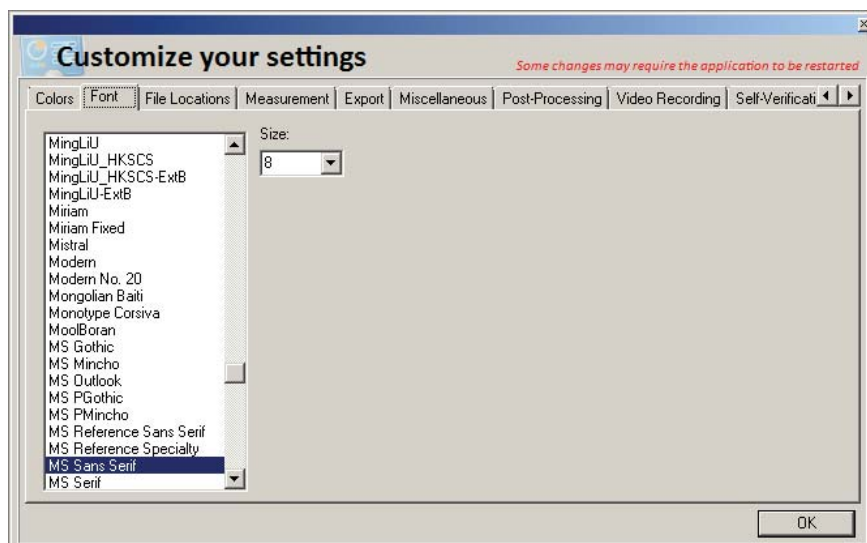 Customize your settings
Some changes may require the application to be restarted
Colors Font File Locations Measurement Export Miscellaneous Post-Processing Video Recording Self-Verificati
Size:
8
MingLiU
MingLiU_HKSCS
MingLiU_HKSCS-ExtB
MingLiU-ExtB
Miriam
Miriam Fixed
Mistral
Modern
Modern No. 20
Mongolian Baiti
Monotype Corsiva
MoolBoran
MS Gothic
MS Mincho
MS Outlook
MS PGothic
MS PMincho
MS Reference Sans Serif
MS Reference Specialty
MS Sans Serif
MS Serif
OK